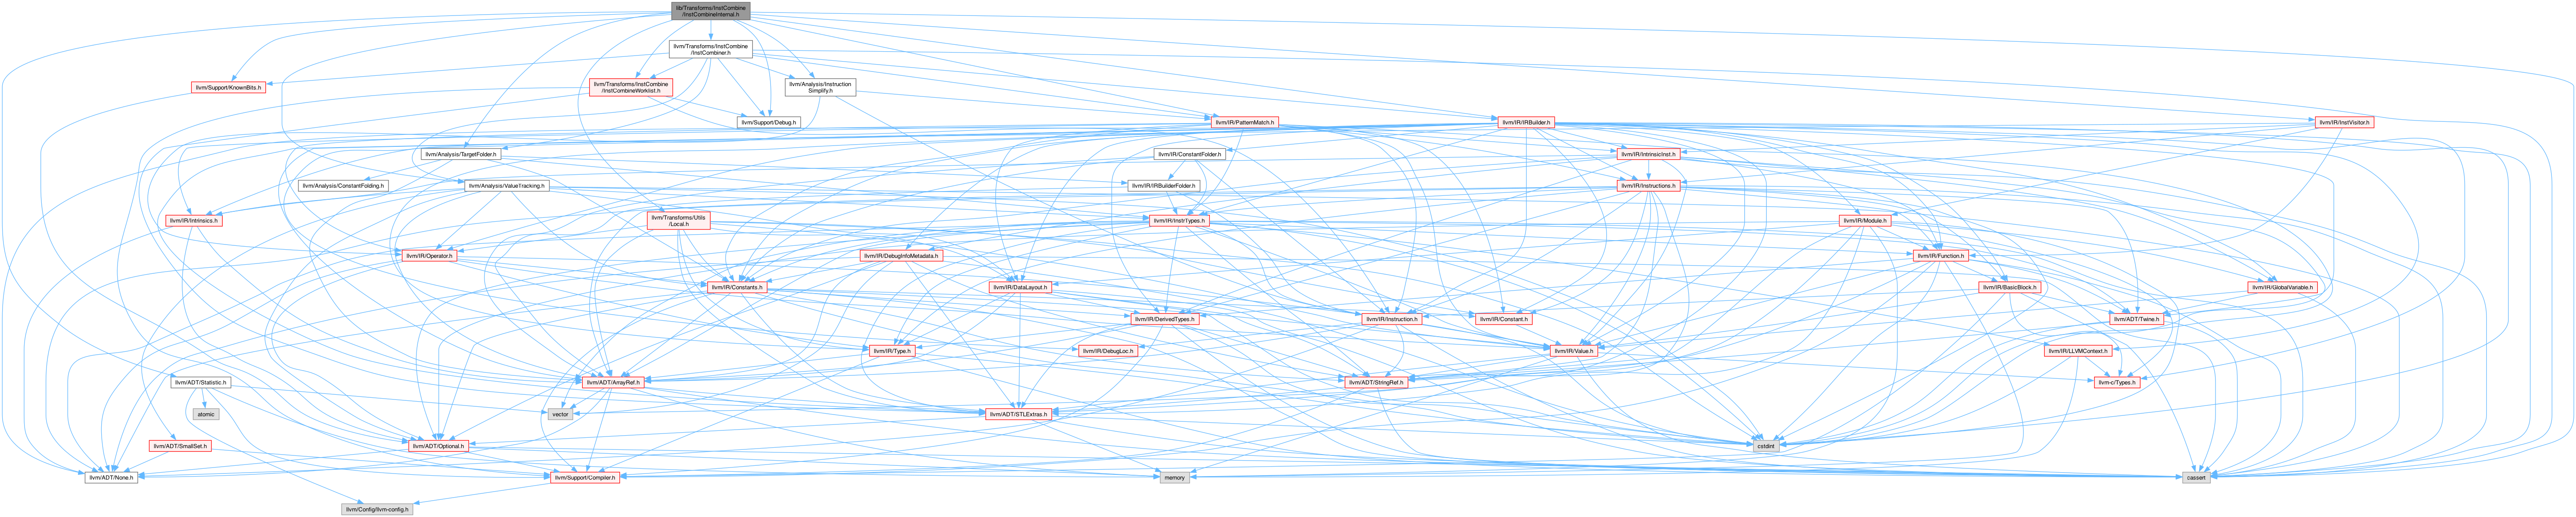 lib/Transforms/InstCombine
/InstCombineInternal.h
llvm/Transforms/InstCombine
/InstCombiner.h
llvm/Support/KnownBits.h
llvm/Transforms/InstCombine
/InstCombineWorklist.h
llvm/Analysis/Instruction
Simplify.h
llvm/Support/Debug.h
llvm/IR/PatternMatch.h
llvm/IR/IRBuilder.h
llvm/IR/InstVisitor.h
llvm/Analysis/TargetFolder.h
llvm/IR/ConstantFolder.h
llvm/IR/IntrinsicInst.h
llvm/Analysis/ConstantFolding.h
llvm/Analysis/ValueTracking.h
llvm/IR/IRBuilderFolder.h
llvm/IR/Instructions.h
llvm/IR/Intrinsics.h
llvm/Transforms/Utils
/Local.h
llvm/IR/InstrTypes.h
llvm/IR/Module.h
llvm/IR/Operator.h
llvm/IR/DebugInfoMetadata.h
llvm/IR/Function.h
llvm/IR/Constants.h
llvm/IR/DataLayout.h
llvm/IR/BasicBlock.h
llvm/IR/GlobalVariable.h
llvm/IR/DerivedTypes.h
llvm/IR/Instruction.h
llvm/IR/Constant.h
llvm/ADT/Twine.h
llvm/IR/Type.h
llvm/IR/DebugLoc.h
llvm/IR/Value.h
llvm/IR/LLVMContext.h
llvm/ADT/Statistic.h
llvm/ADT/ArrayRef.h
llvm/ADT/StringRef.h
llvm-c/Types.h
atomic
vector
llvm/ADT/STLExtras.h
llvm/ADT/SmallSet.h
llvm/ADT/Optional.h
cstdint
llvm/ADT/None.h
llvm/Support/Compiler.h
memory
cassert
llvm/Config/llvm-config.h